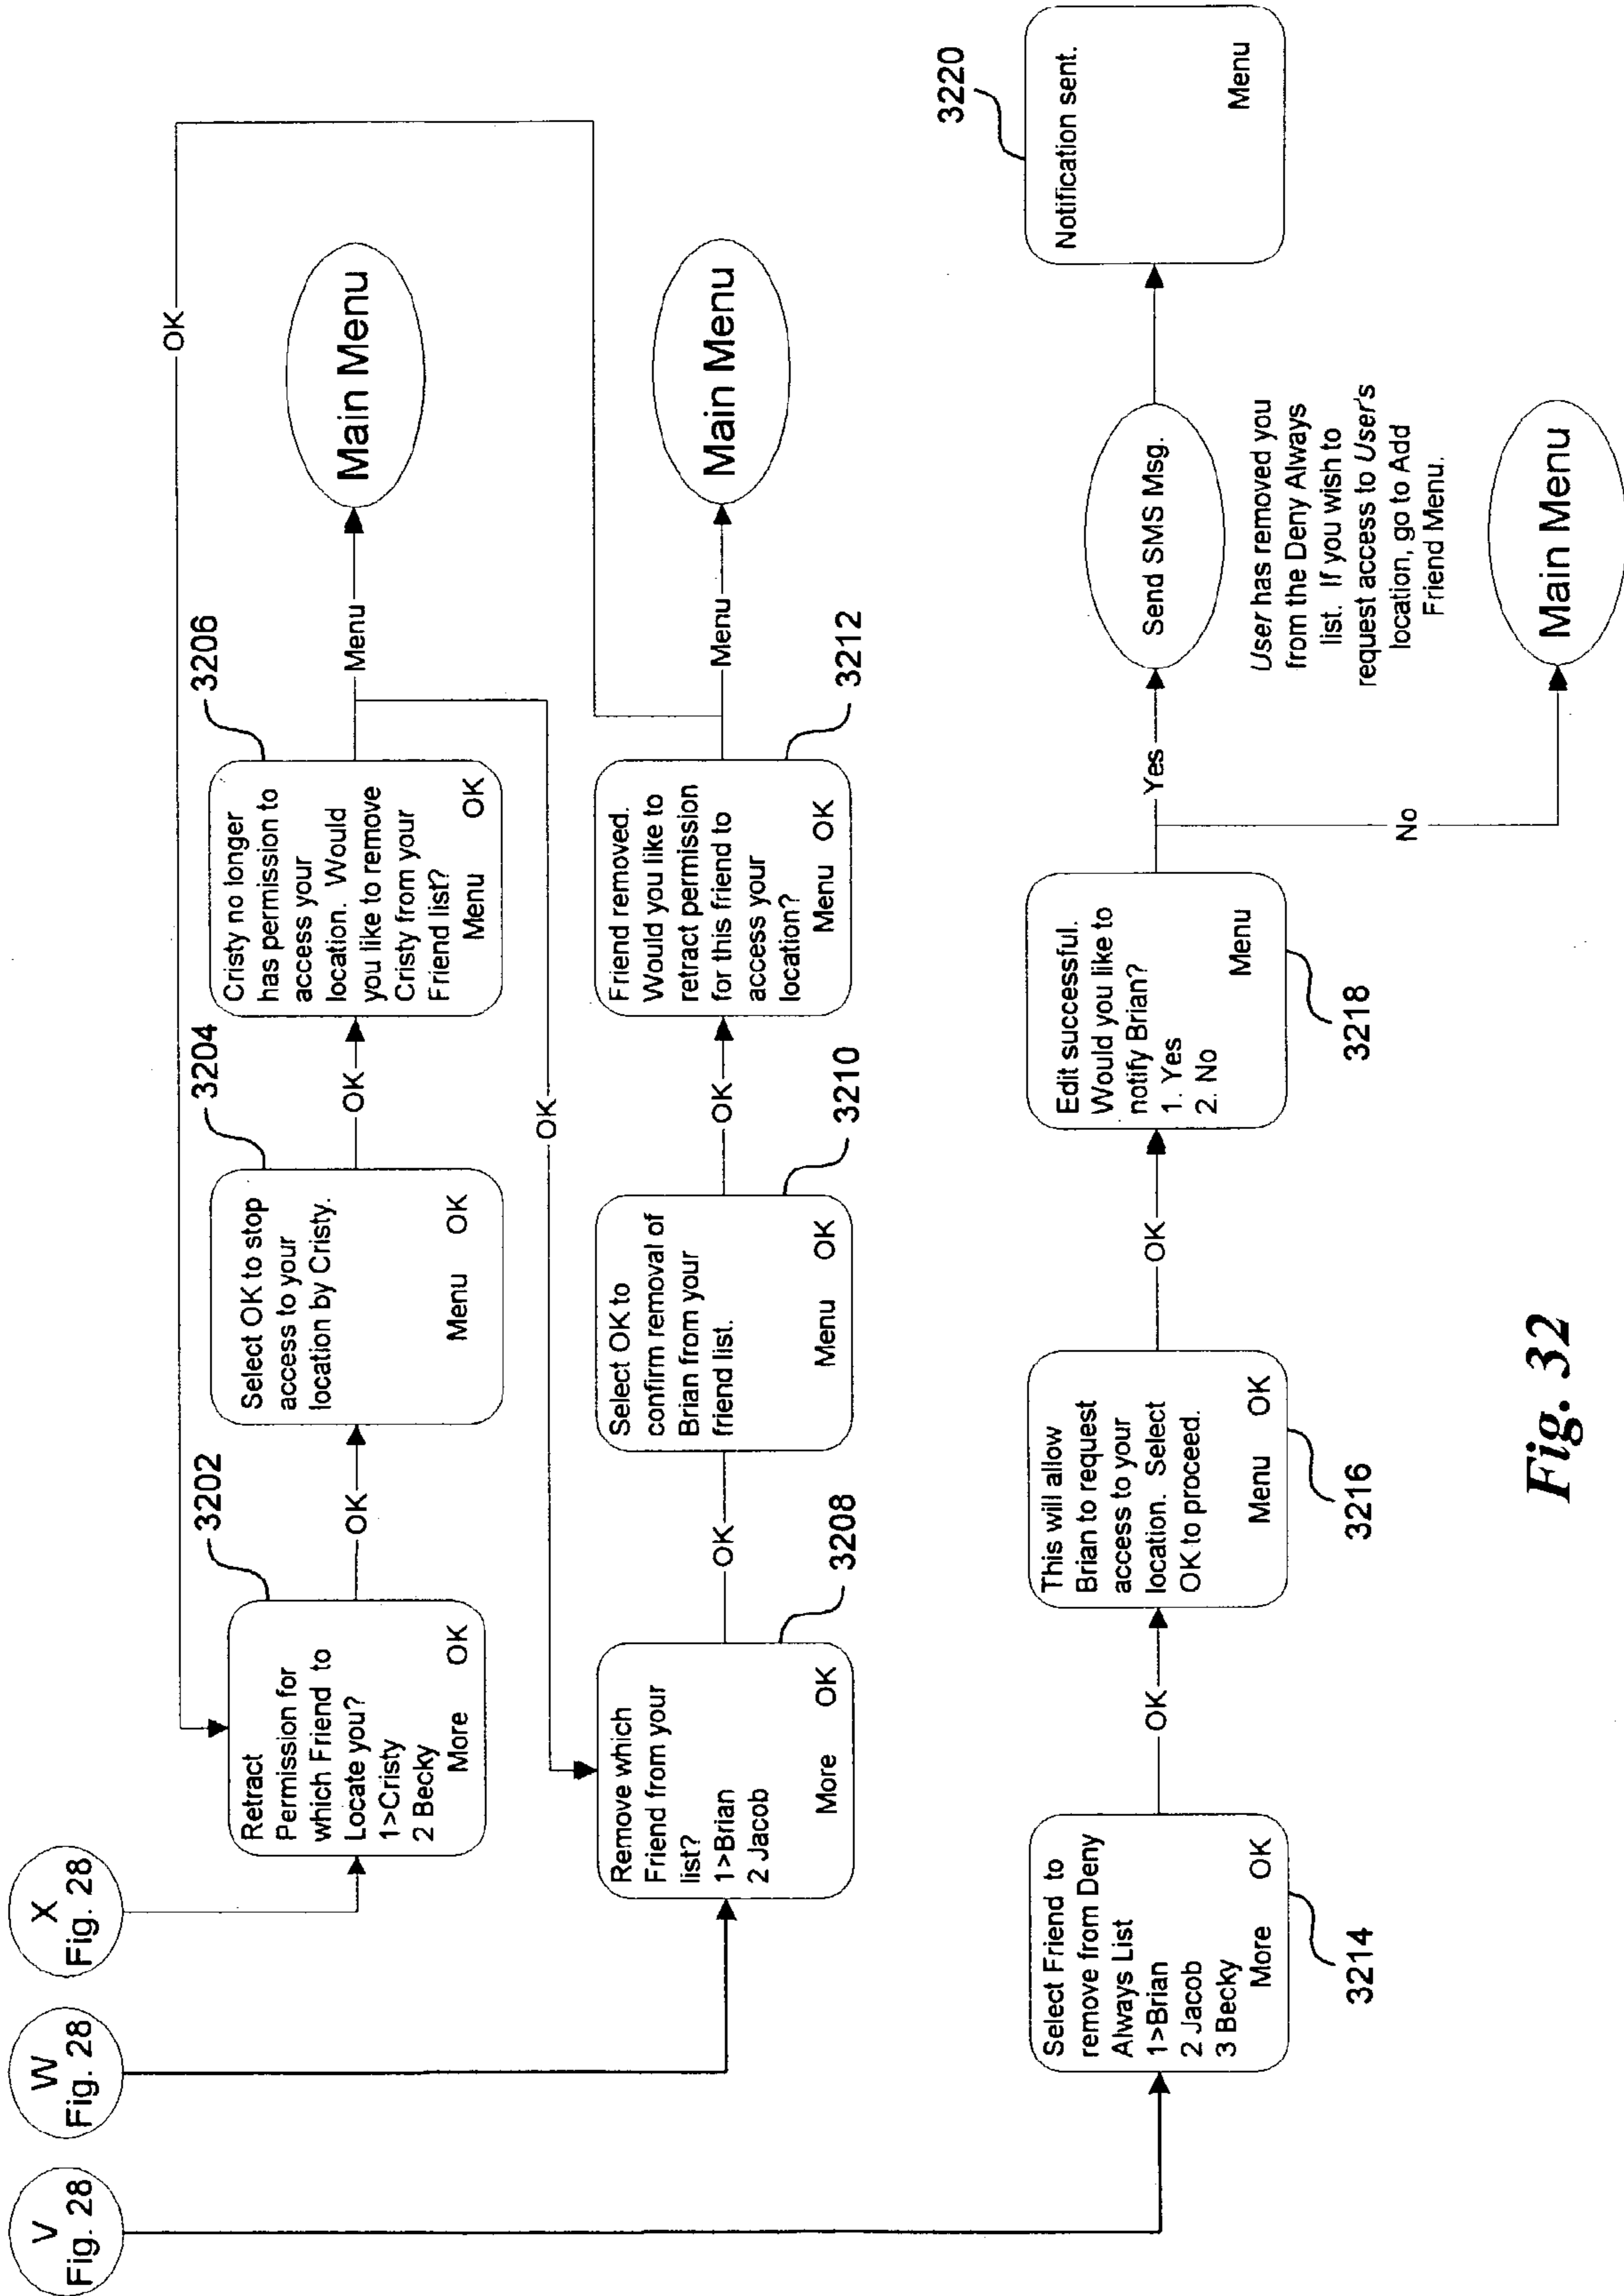 X
Fig. 28
W
Fig. 28
V
Fig. 28
OK
3202
Retract
Permission for
which Friend to
Locate you?
1>Cristy
2 Becky
More OK
OK
3204
Select OK to stop
access to your
location by Cristy.
Menu OK
OK
3206
Cristy no longer
has permission to
access your
location. Would
you like to remove
Cristy from your
Friend list?
Menu OK
Menu
Main Menu
OK
Remove which
Friend from your
list?
1>Brian
2 Jacob
More OK
3208
OK
Select OK to
confirm removal of
Brian from your
friend list.
Menu OK
3210
OK
Friend removed.
Would you like to
retract permission
for this friend to
access your
location?
Menu OK
3212
Menu
Main Menu
Select Friend to
remove from Deny
Always List
1>Brian
2 Jacob
3 Becky
More OK
3214
OK
This will allow
Brian to request
access to your
location. Select
OK to proceed.
Menu OK
3216
OK
Edit successful.
Would you like to
notify Brian?
1. Yes
2. No
Menu
3218
Yes
Send SMS Msg.
User has removed you
from the Deny Always
list. If you wish to
request access to User's
location, go to Add
Friend Menu.
3220
Notification sent.
Menu
No
Main Menu
Fig. 32